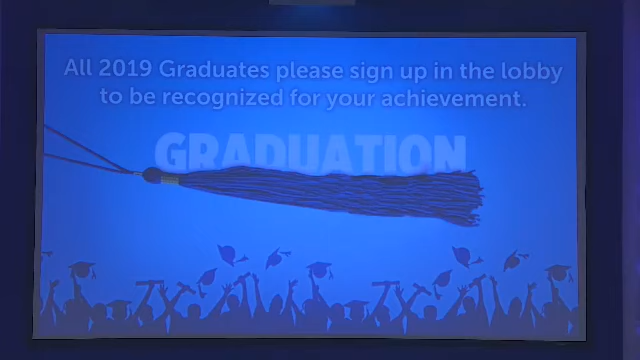 All 2019 Graduates please sign up in the lobby
to be recognized for your achievement.
GRADUATION